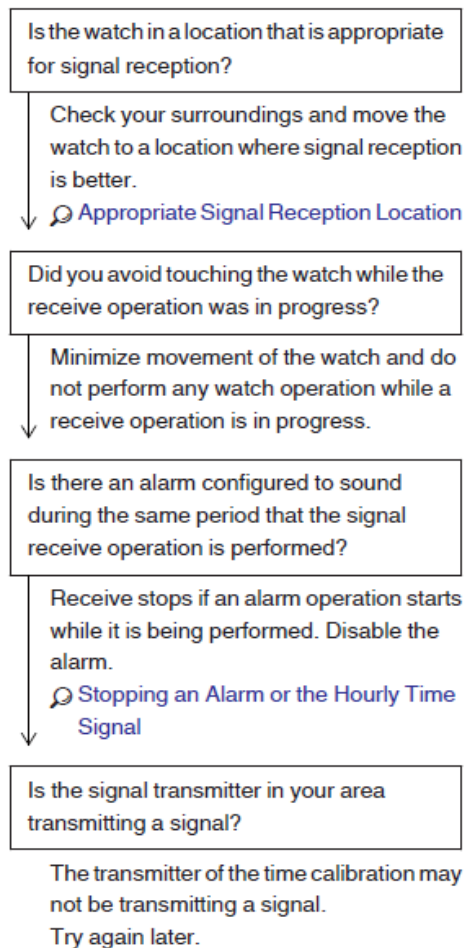 Is the watch in a location that is appropriate
for signal reception?
Check your surroundings and move the
watch to a location where signal reception
is better.
Appropriate Signal Reception Location
Did you avoid touching the watch while the
receive operation was in progress?
Minimize movement of the watch and do
not perform any watch operation while a
receive operation is in progress.
Is there an alarm configured to sound
during the same period that the signal
receive operation is performed?
Receive stops if an alarm operation starts
while it is being performed. Disable the
alarm.
Stopping an Alarm or the Hourly Time
Signal
Is the signal transmitter in your area
transmitting a signal?
The transmitter of the time calibration may
not be transmitting a signal.
Try again later.